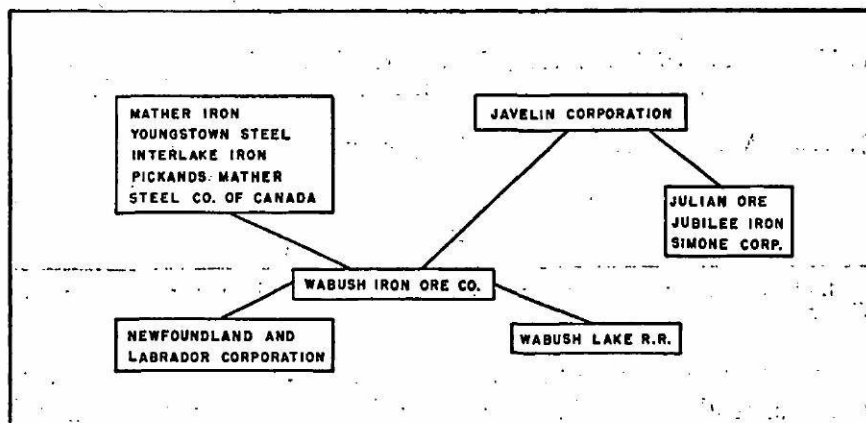 MATHER IRON
YOUNGSTOWN STEEL
INTERLAKE IRON
PICKANDS MATHER
STEEL CO. OF CANADA
JAVELIN CORPORATION
JULIAN ORE
JUBILEE IRON
SIMONE CORP.
WABUSH IRON ORE CO.
NEWFOUNDLAND AND
LABRADOR CORPORATION
WABUSH LAKE R.R.